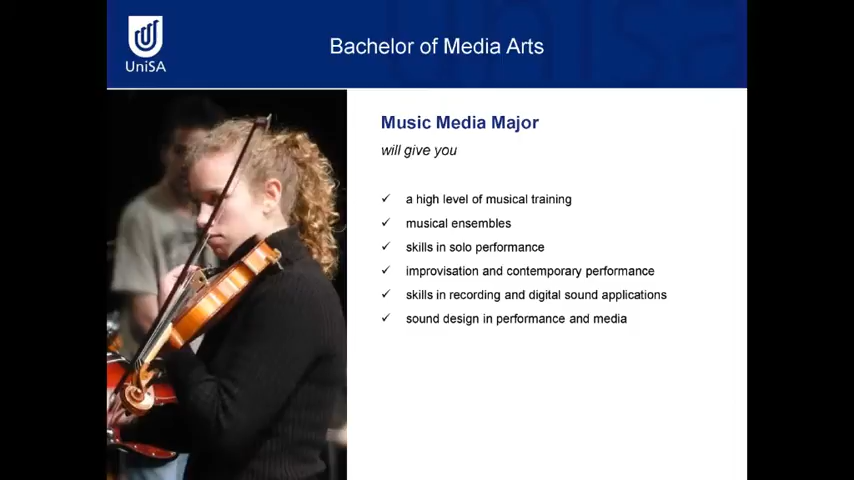 UniSA
Bachelor of Media Arts
Music Media Major
will give you
✓ a high level of musical training
✓ musical ensembles
✓ skills in solo performance
✓ improvisation and contemporary performance
✓ skills in recording and digital sound applications
✓ sound design in performance and media